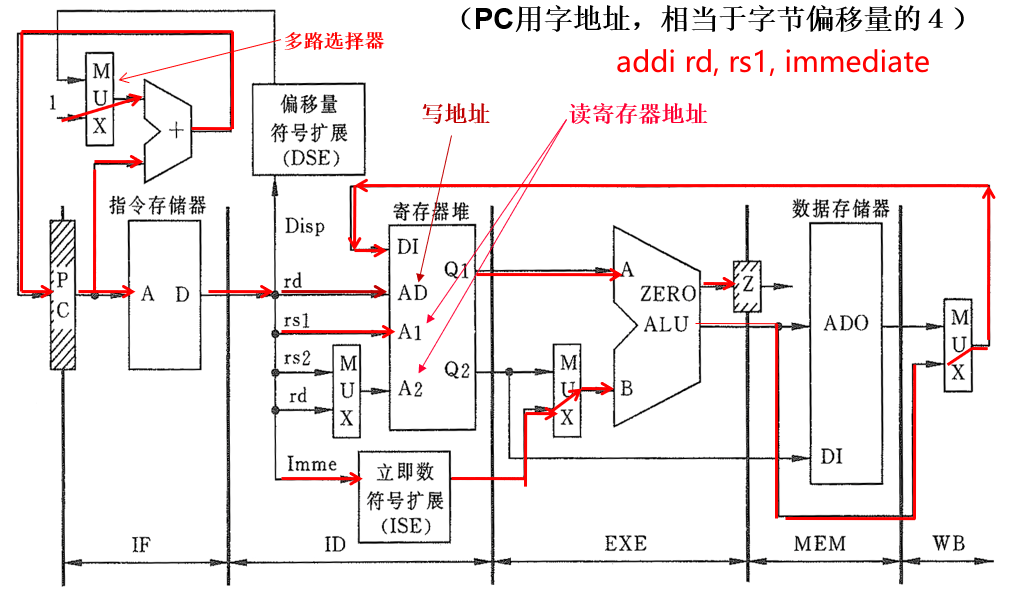 （PC用字地址，相当于字节偏移量的４）
addi rd, rs1, immediate
多路选择器
M
U
X
1
+
偏移量
符号扩展
(DSE)
写地址
读寄存器地址
指令存储器
Disp
寄存器堆
数据存储器
P
C
A D
rd
rs1
rs2
rd
M
U
X
DI
AD
A1
A2
Q1
Q2
Imme
立即数
符号扩展
(ISE)
M
U
X
A
B
ZERO
ALU
Z
ADO
DI
M
U
X
IF
ID
EXE
MEM
WB